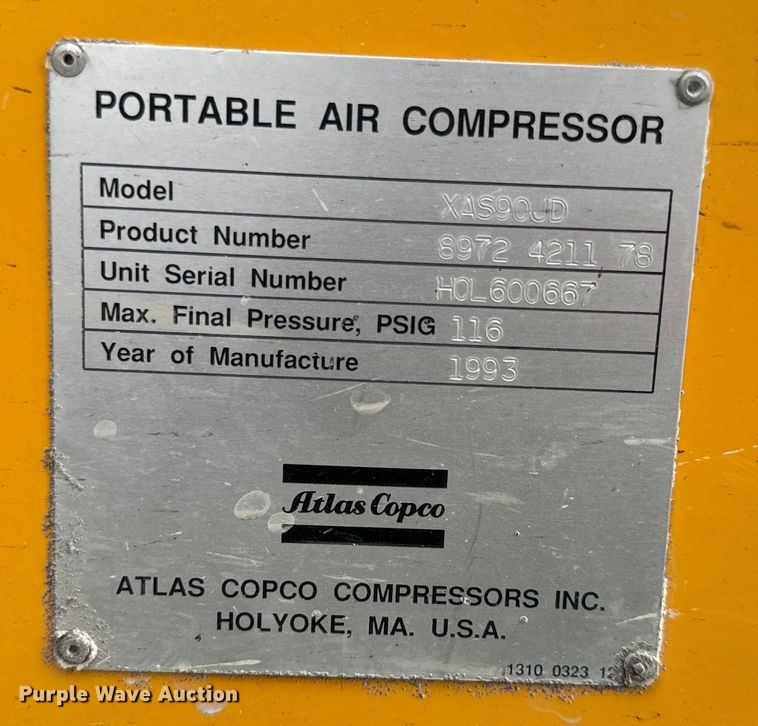 PORTABLE AIR COMPRESSOR
Model XAS90JD
Product Number 8972 4211 78
Unit Serial Number HOL600667
Max. Final Pressure, PSIG 116
Year of Manufacture 1993
Atlas Copco
ATLAS COPCO COMPRESSORS INC.
HOLYOKE, MA. U.S.A.
1310 0323
Purple Wave Auction